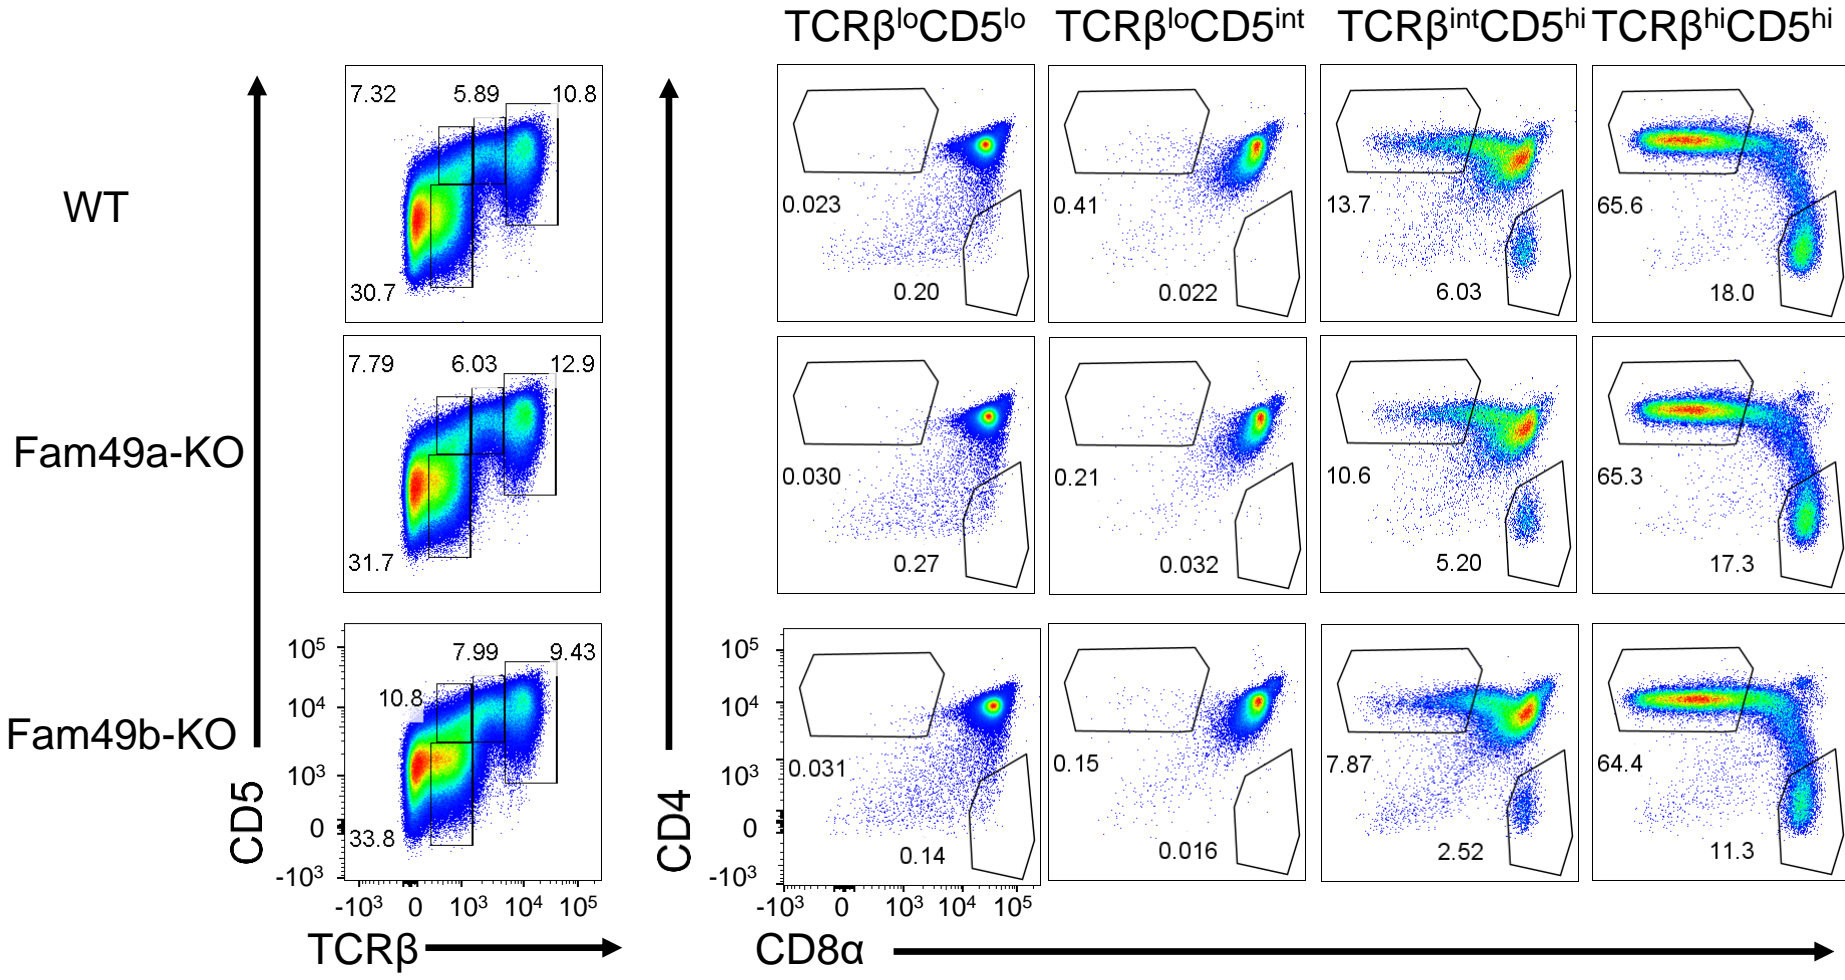 TCRβˡᵒCD5ˡᵒ TCRβˡᵒCD5ⁱⁿᵗ TCRβⁱⁿᵗCD5ʰⁱ TCRβʰⁱCD5ʰⁱ
WT
7.32 5.89 10.8
30.7
0.023 0.20
0.41 0.022
13.7 6.03
65.6 18.0
Fam49a-KO
7.79 6.03 12.9
31.7
0.030 0.27
0.21 0.032
10.6 5.20
65.3 17.3
Fam49b-KO
10.8 7.99 9.43
33.8
0.031 0.14
0.15 0.016
7.87 2.52
64.4 11.3
CD5
10⁵
10⁴
10³
0
-10³
-10³ 0 10³ 10⁴ 10⁵
TCRβ
CD4
10⁵
10⁴
10³
0
-10³
-10³ 0 10³ 10⁴ 10⁵
CD8α